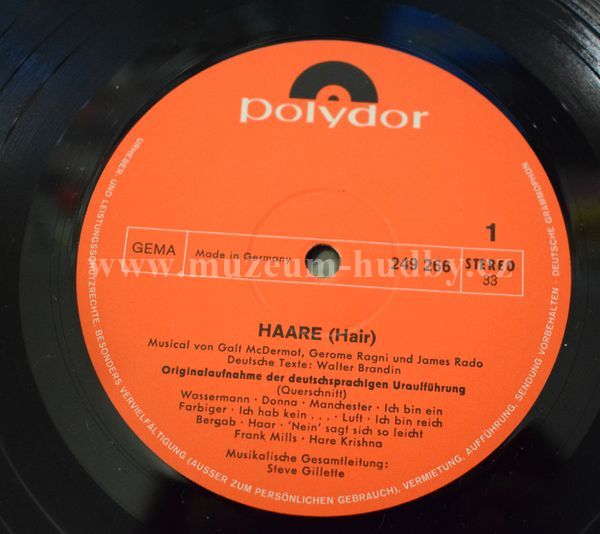 polydor
1
GEMA
Made in Germany
249 266
STEREO
33
www.muzeum-hudby.cz
HAARE (Hair)
Musical von Galt McDermot, Gerome Ragni und James Rado
Deutsche Texte: Walter Brandin
Originalaufnahme der deutschsprachigen Uraufführung
(Querschnitt)
Wassermann · Donna · Manchester · Ich bin ein
Farbiger · Ich hab kein . . . · Luft · Ich bin reich
Bergab · Haar · 'Nein' sagt sich so leicht
Frank Mills · Hare Krishna
Musikalische Gesamtleitung:
Steve Gillette
URHEBER- UND LEISTUNGSSCHUTZRECHTE, BESONDERS VERVIELFÄLTIGUNG (AUSSER ZUM PERSÖNLICHEN GEBRAUCH), VERMIETUNG, AUFFÜHRUNG, SENDUNG VORBEHALTEN · DEUTSCHE GRAMMOPHON